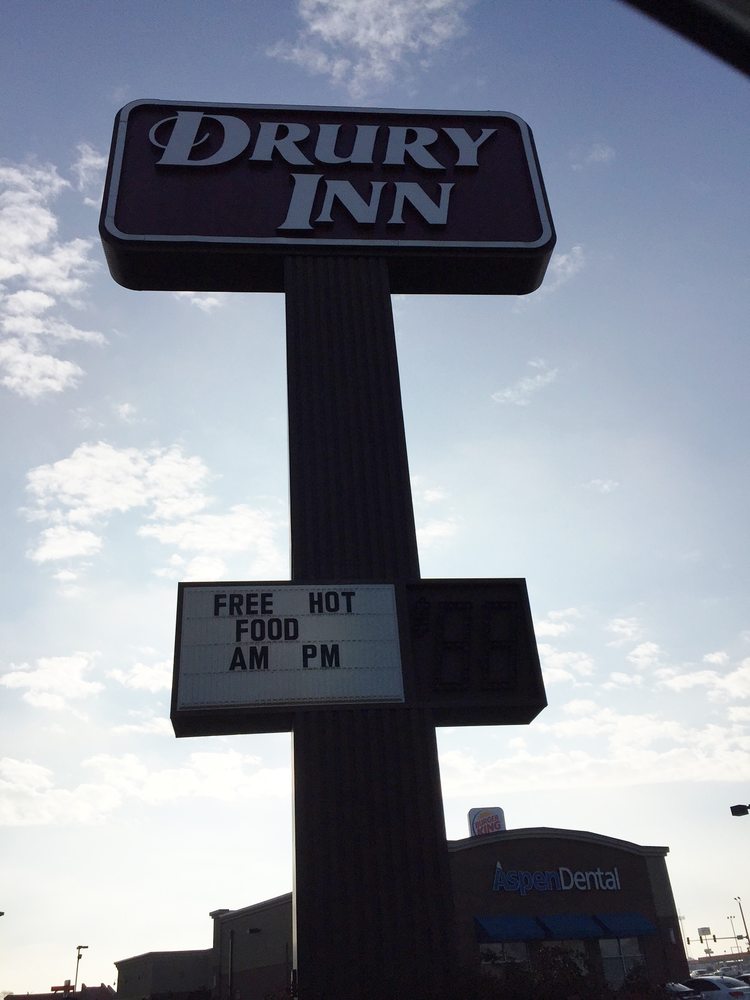 DRURY
INN
FREE HOT
FOOD
AM PM
BURGER
KING
AspenDental